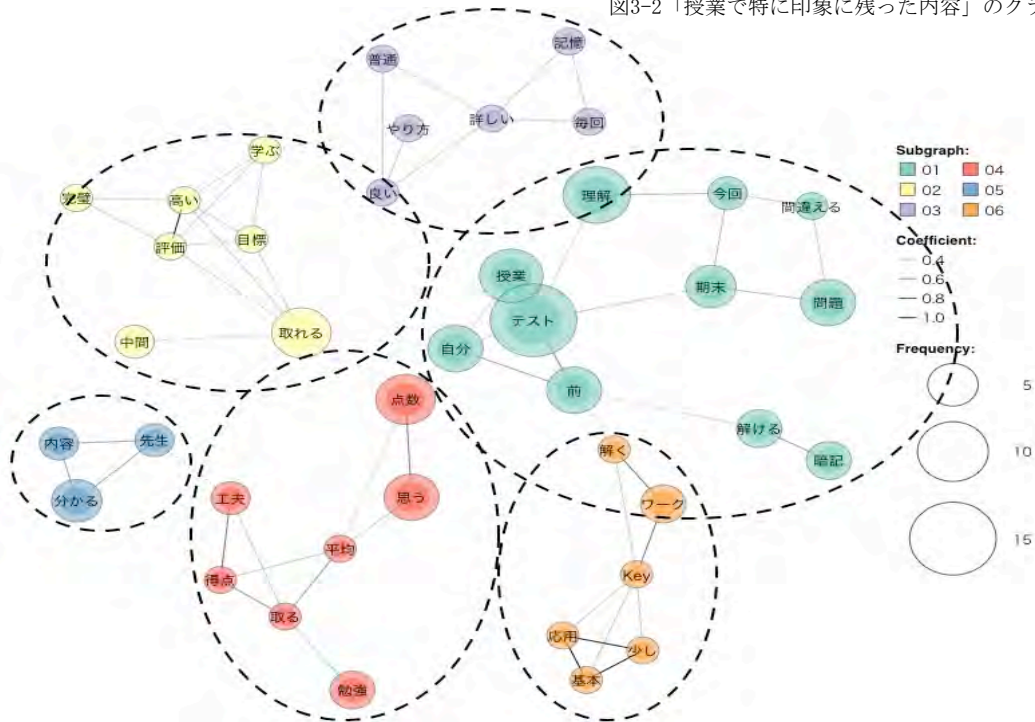 図3-2「授業で特に印象に残った内容」のクラ
記憶
普通
詳しい
毎回
やり方
良い
学ぶ
完璧
高い
評価
目標
取れる
中間
理解
今回
間違える
授業
テスト
期末
問題
自分
前
解ける
暗記
点数
思う
工夫
平均
得点
取る
勉強
内容
先生
分かる
解く
ワーク
Key
応用
少し
基本
Subgraph:
01 04
02 05
03 06
Coefficient:
0.4
0.6
0.8
1.0
Frequency:
5
10
15